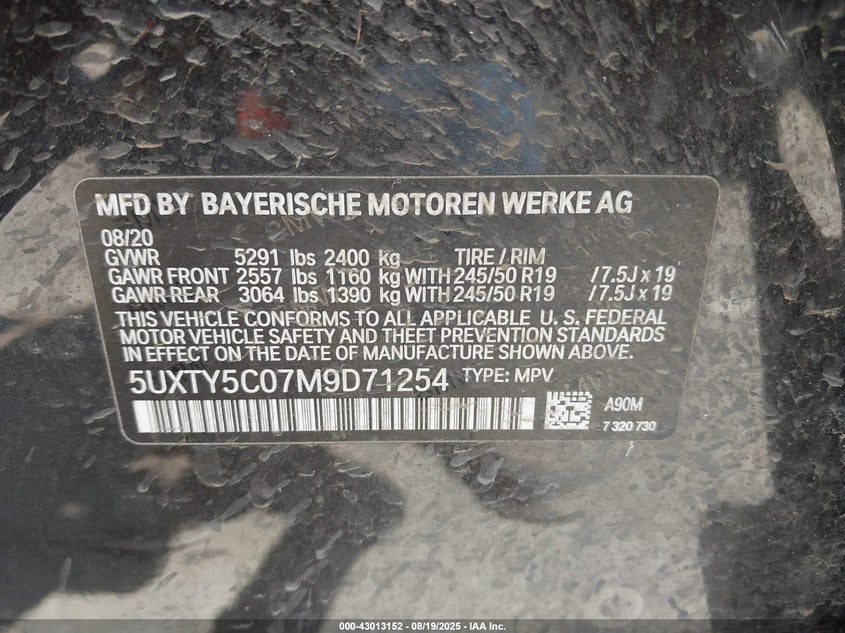 MFD BY BAYERISCHE MOTOREN WERKE AG
08/20
GVWR 5291 lbs 2400 kg TIRE / RIM
GAWR FRONT 2557 lbs 1160 kg WITH 245/50 R19 / 7.5J x 19
GAWR REAR 3064 lbs 1390 kg WITH 245/50 R19 / 7.5J x 19
THIS VEHICLE CONFORMS TO ALL APPLICABLE U. S. FEDERAL
MOTOR VEHICLE SAFETY AND THEFT PREVENTION STANDARDS
IN EFFECT ON THE DATE OF MANUFACTURE SHOWN ABOVE.
5UXTY5C07M9D71254 TYPE: MPV
A90M
7 320 730
000-43013152 - 08/19/2025 - IAA Inc.